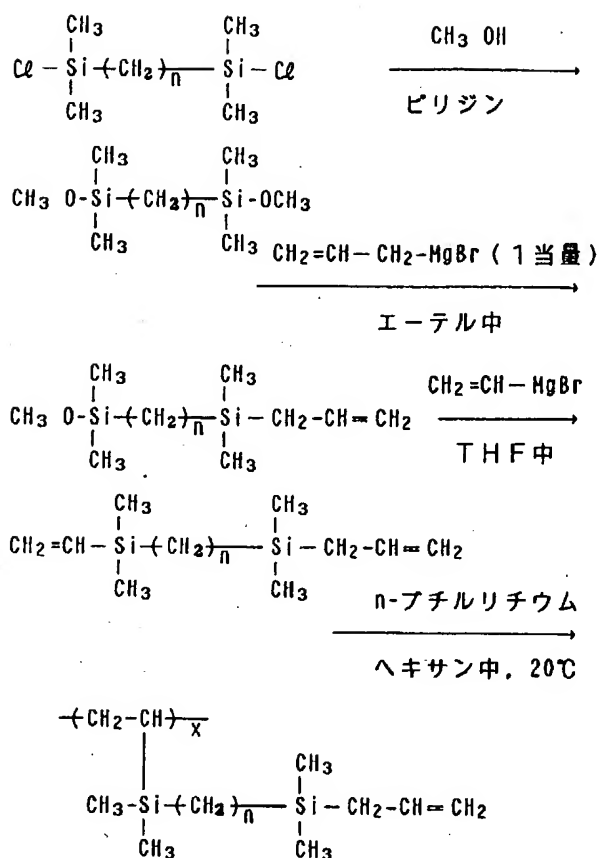 CH3 CH3
Cl-Si-(CH2)n-Si-Cl
CH3 CH3
CH3 OH
ピリジン
CH3 CH3
CH3 O-Si-(CH2)n-Si-OCH3
CH3 CH3
CH2=CH-CH2-MgBr (1当量)
エーテル中
CH3 CH3
CH3 O-Si-(CH2)n-Si-CH2-CH=CH2
CH3 CH3
CH2=CH-MgBr
THF中
CH3 CH3
CH2=CH-Si-(CH2)n-Si-CH2-CH=CH2
CH3 CH3
n-ブチルリチウム
ヘキサン中, 20℃
-(CH2-CH)x-
CH3
CH3-Si-(CH2)n-Si-CH2-CH=CH2
CH3 CH3